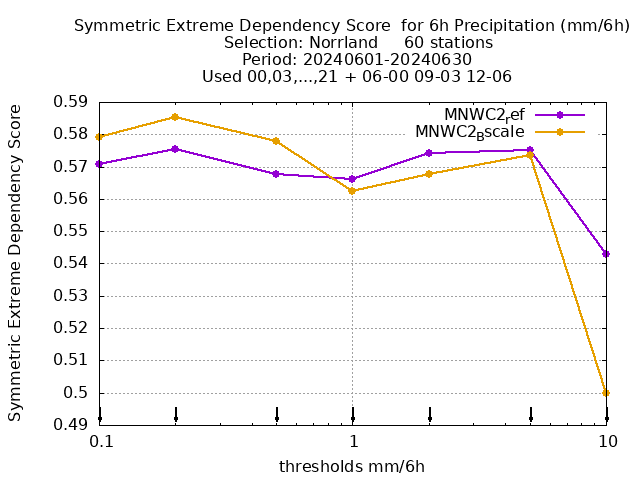 Symmetric Extreme Dependency Score  for 6h Precipitation (mm/6h)
Selection: Norrland     60 stations
Period: 20240601-20240630
Used 00,03,...,21 + 06-00 09-03 12-06
MNWC2ref
MNWC2Bscale
Symmetric Extreme Dependency Score
0.59
0.58
0.57
0.56
0.55
0.54
0.53
0.52
0.51
0.5
0.49
0.1 1 10
thresholds mm/6h